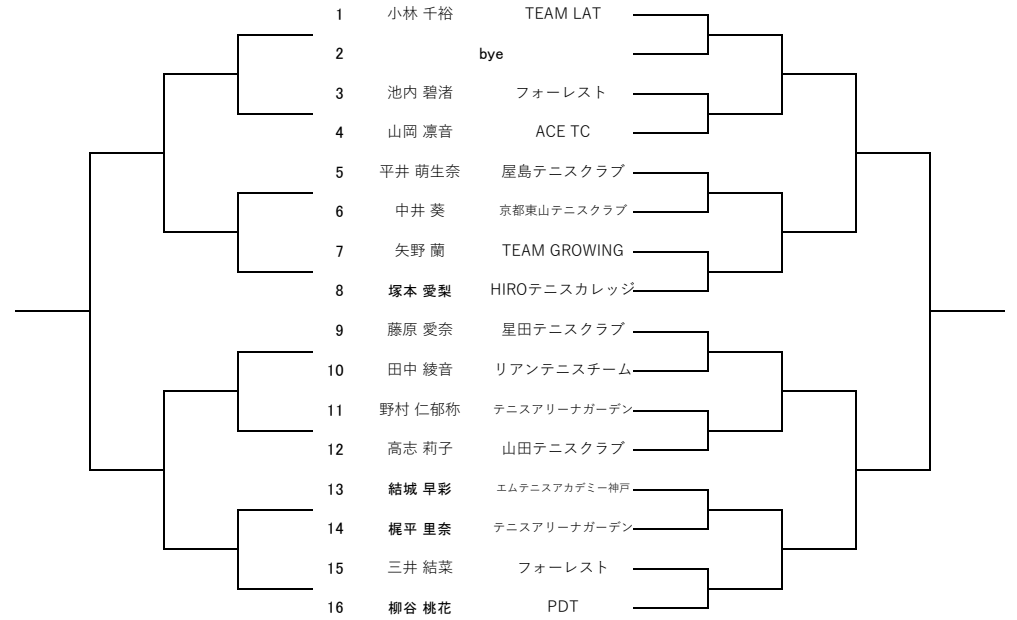 1 小林 千裕 TEAM LAT
2 bye
3 池内 碧渚 フォーレスト
4 山岡 凛音 ACE TC
5 平井 萌生奈 屋島テニスクラブ
6 中井 葵 京都東山テニスクラブ
7 矢野 蘭 TEAM GROWING
8 塚本 愛梨 HIROテニスカレッジ
9 藤原 愛奈 星田テニスクラブ
10 田中 綾音 リアンテニスチーム
11 野村 仁郁称 テニスアリーナガーデン
12 高志 莉子 山田テニスクラブ
13 結城 早彩 エムテニスアカデミー神戸
14 梶平 里奈 テニスアリーナガーデン
15 三井 結菜 フォーレスト
16 柳谷 桃花 PDT